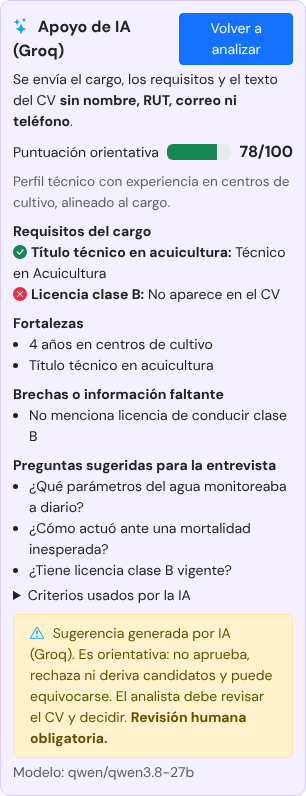 Apoyo de IA
(Groq)
Volver a
analizar
Se envía el cargo, los requisitos y el texto
del CV sin nombre, RUT, correo ni
teléfono.
Puntuación orientativa 78/100
Perfil técnico con experiencia en centros de
cultivo, alineado al cargo.
Requisitos del cargo
Título técnico en acuicultura: Técnico
en Acuicultura
Licencia clase B: No aparece en el CV
Fortalezas
• 4 años en centros de cultivo
• Título técnico en acuicultura
Brechas o información faltante
• No menciona licencia de conducir clase
B
Preguntas sugeridas para la entrevista
• ¿Qué parámetros del agua monitoreaba
a diario?
• ¿Cómo actuó ante una mortalidad
inesperada?
• ¿Tiene licencia clase B vigente?
Criterios usados por la IA
Sugerencia generada por IA
(Groq). Es orientativa: no aprueba,
rechaza ni deriva candidatos y puede
equivocarse. El analista debe revisar
el CV y decidir. Revisión humana
obligatoria.
Modelo: qwen/qwen3.8-27b